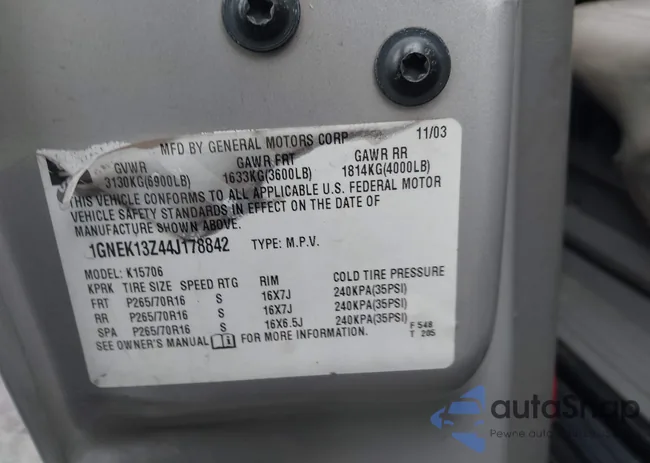 MFD BY GENERAL MOTORS CORP 11/03
GVWR GAWR FRT GAWR RR
3130KG(6900LB) 1633KG(3600LB) 1814KG(4000LB)
THIS VEHICLE CONFORMS TO ALL APPLICABLE U.S. FEDERAL MOTOR
VEHICLE SAFETY STANDARDS IN EFFECT ON THE DATE OF
MANUFACTURE SHOWN ABOVE.
1GNEK13Z44J178842 TYPE: M.P.V.
MODEL: K15706
KPRK TIRE SIZE SPEED RTG RIM COLD TIRE PRESSURE
FRT P265/70R16 S 16X7J 240KPA(35PSI)
RR P265/70R16 S 16X7J 240KPA(35PSI)
SPA P265/70R16 S 16X6.5J 240KPA(35PSI)
SEE OWNER'S MANUAL FOR MORE INFORMATION.
F 548
T 205
autoSnap
Pewne auto